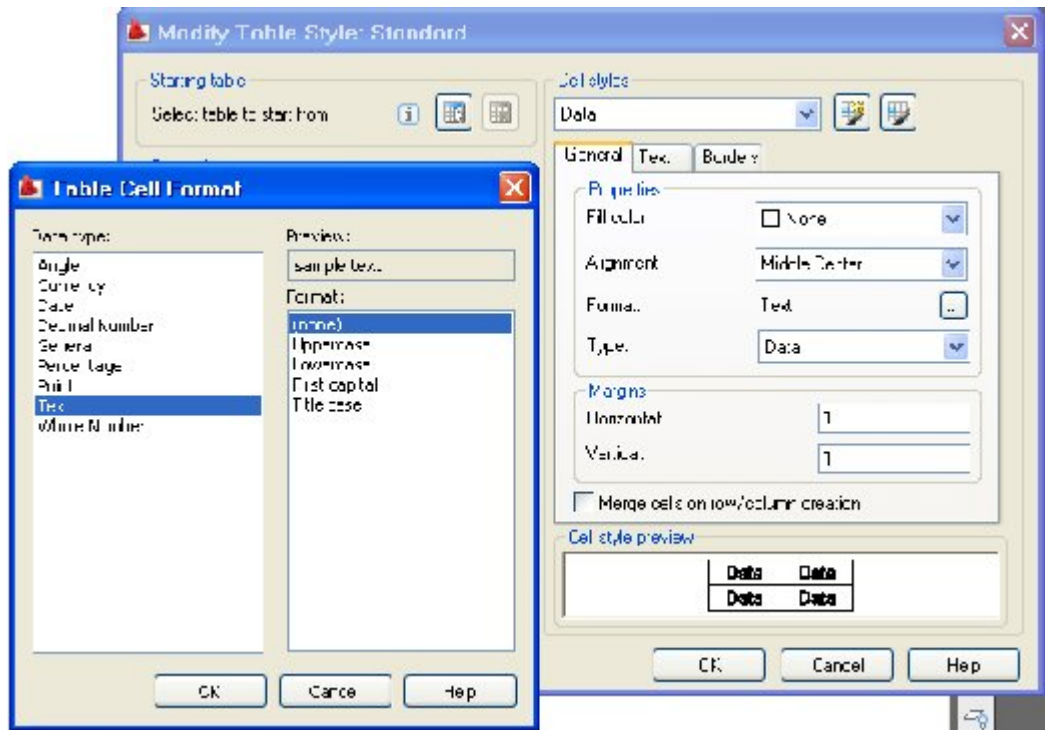 Modify Table Style: Standard
Starting table
Select table to start from
Cell styles
Data
General Text Borders
Properties
Fill color
None
Alignment
Middle Center
Format:
Text
...
Type:
Data
Margins
Horizontal:
1
Vertical:
1
Merge cells on row/column creation
Cell style preview
Data Data
Data Data
OK Cancel Help
Table Cell Format
Data type:
Angle
Currency
Date
Decimal Number
General
Percentage
Point
Text
Whole Number
Preview:
sample text
Format:
(none)
Uppercase
Lowercase
First capital
Title case
OK Cancel Help